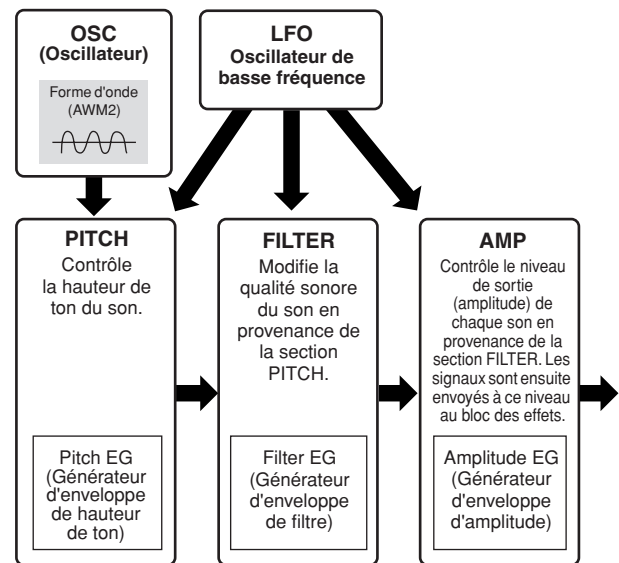 OSC
(Oscillateur)
Forme d'onde
(AWM2)
LFO
Oscillateur de
basse fréquence
PITCH
Contrôle
la hauteur de
ton du son.
Pitch EG
(Générateur
d'enveloppe
de hauteur
de ton)
FILTER
Modifie la
qualité sonore
du son en
provenance de
la section
PITCH.
Filter EG
(Générateur
d'enveloppe
de filtre)
AMP
Contrôle le niveau
de sortie
(amplitude) de
chaque son en
provenance de la
section FILTER. Les
signaux sont ensuite
envoyés à ce niveau
au bloc des effets.
Amplitude EG
(Générateur
d'enveloppe
d'amplitude)